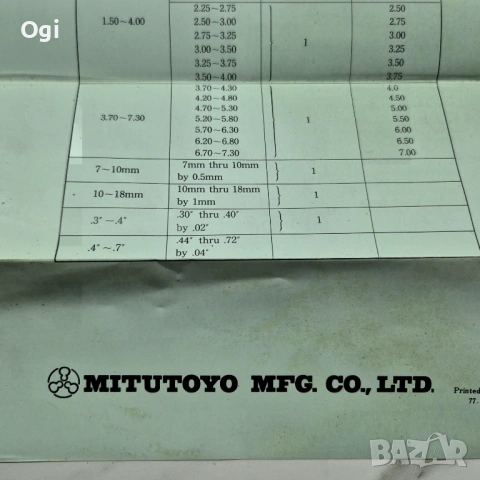 Ogi
2.25～2.75 2.50
1.50～4.00 2.50～3.00 2.75
2.75～3.25 1 3.00
3.00～3.50 3.25
3.25～3.75 3.50
3.50～4.00 3.75
3.70～4.30 4.0
4.20～4.80 4.50
4.70～5.30 5.00
3.70～7.30 5.20～5.80 1 5.50
5.70～6.30 6.00
6.20～6.80 6.50
6.70～7.30 7.00
7～10mm 7mm thru 10mm 1
by 0.5mm
10～18mm 10mm thru 18mm 1
by 1mm
.3"～.4" .30" thru .40" 1
by .02"
.4"～.7" .44" thru .72"
by .04"
MITUTOYO MFG. CO., LTD.
Printed
77.
BAZAR